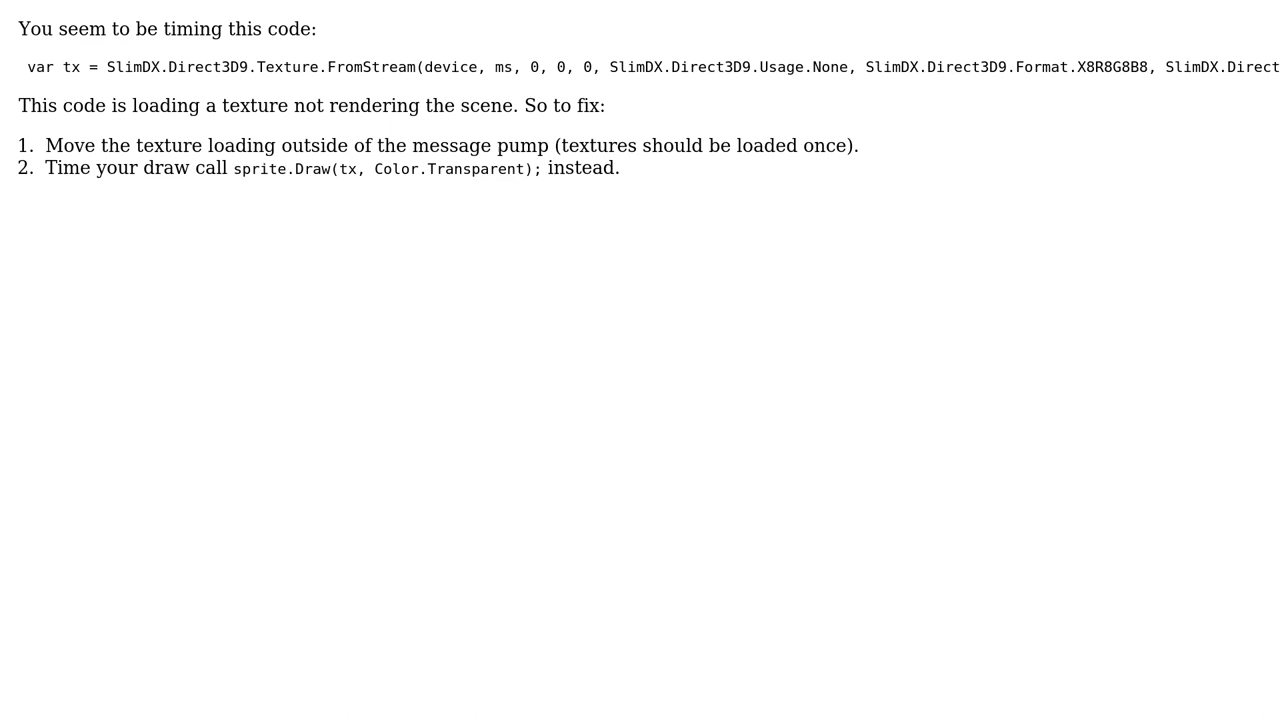 You seem to be timing this code:
var tx = SlimDX.Direct3D9.Texture.FromStream(device, ms, 0, 0, 0, SlimDX.Direct3D9.Usage.None, SlimDX.Direct3D9.Format.X8R8G8B8, SlimDX.Direct
This code is loading a texture not rendering the scene. So to fix:
1. Move the texture loading outside of the message pump (textures should be loaded once).
2. Time your draw call sprite.Draw(tx, Color.Transparent); instead.